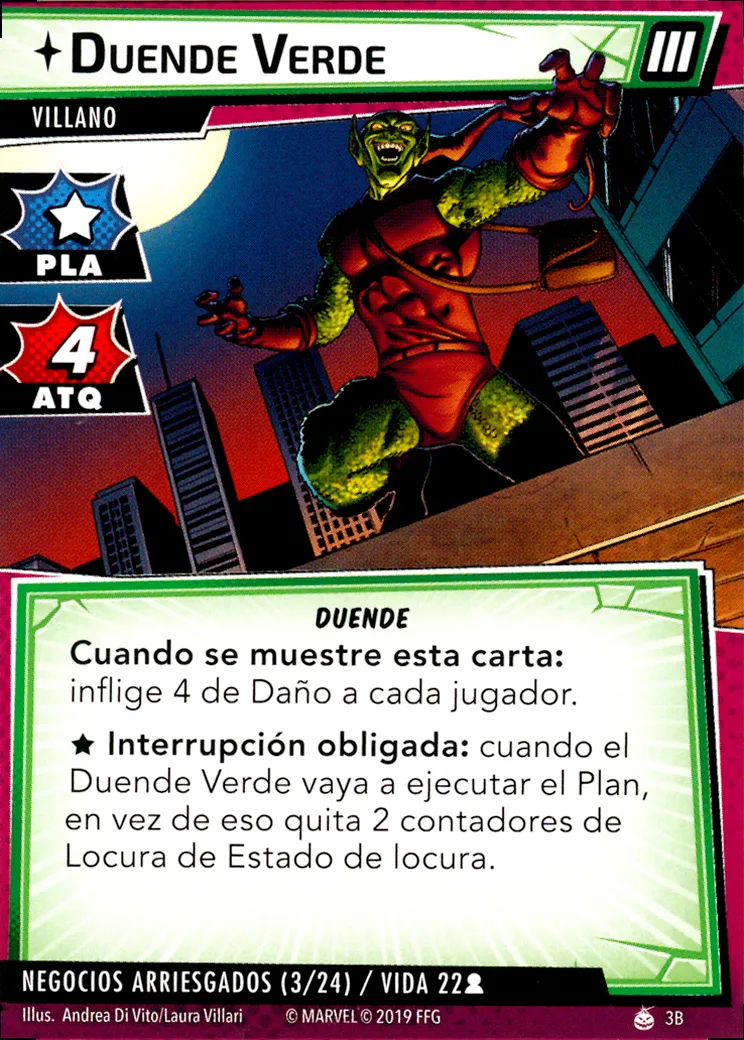 DUENDE VERDE
III
VILLANO
PLA
4
ATQ
DUENDE
Cuando se muestre esta carta:
inflige 4 de Daño a cada jugador.
★ Interrupción obligada: cuando el
Duende Verde vaya a ejecutar el Plan,
en vez de eso quita 2 contadores de
Locura de Estado de locura.
NEGOCIOS ARRIESGADOS (3/24) / VIDA 22
Illus. Andrea Di Vito/Laura Villari © MARVEL © 2019 FFG 3B